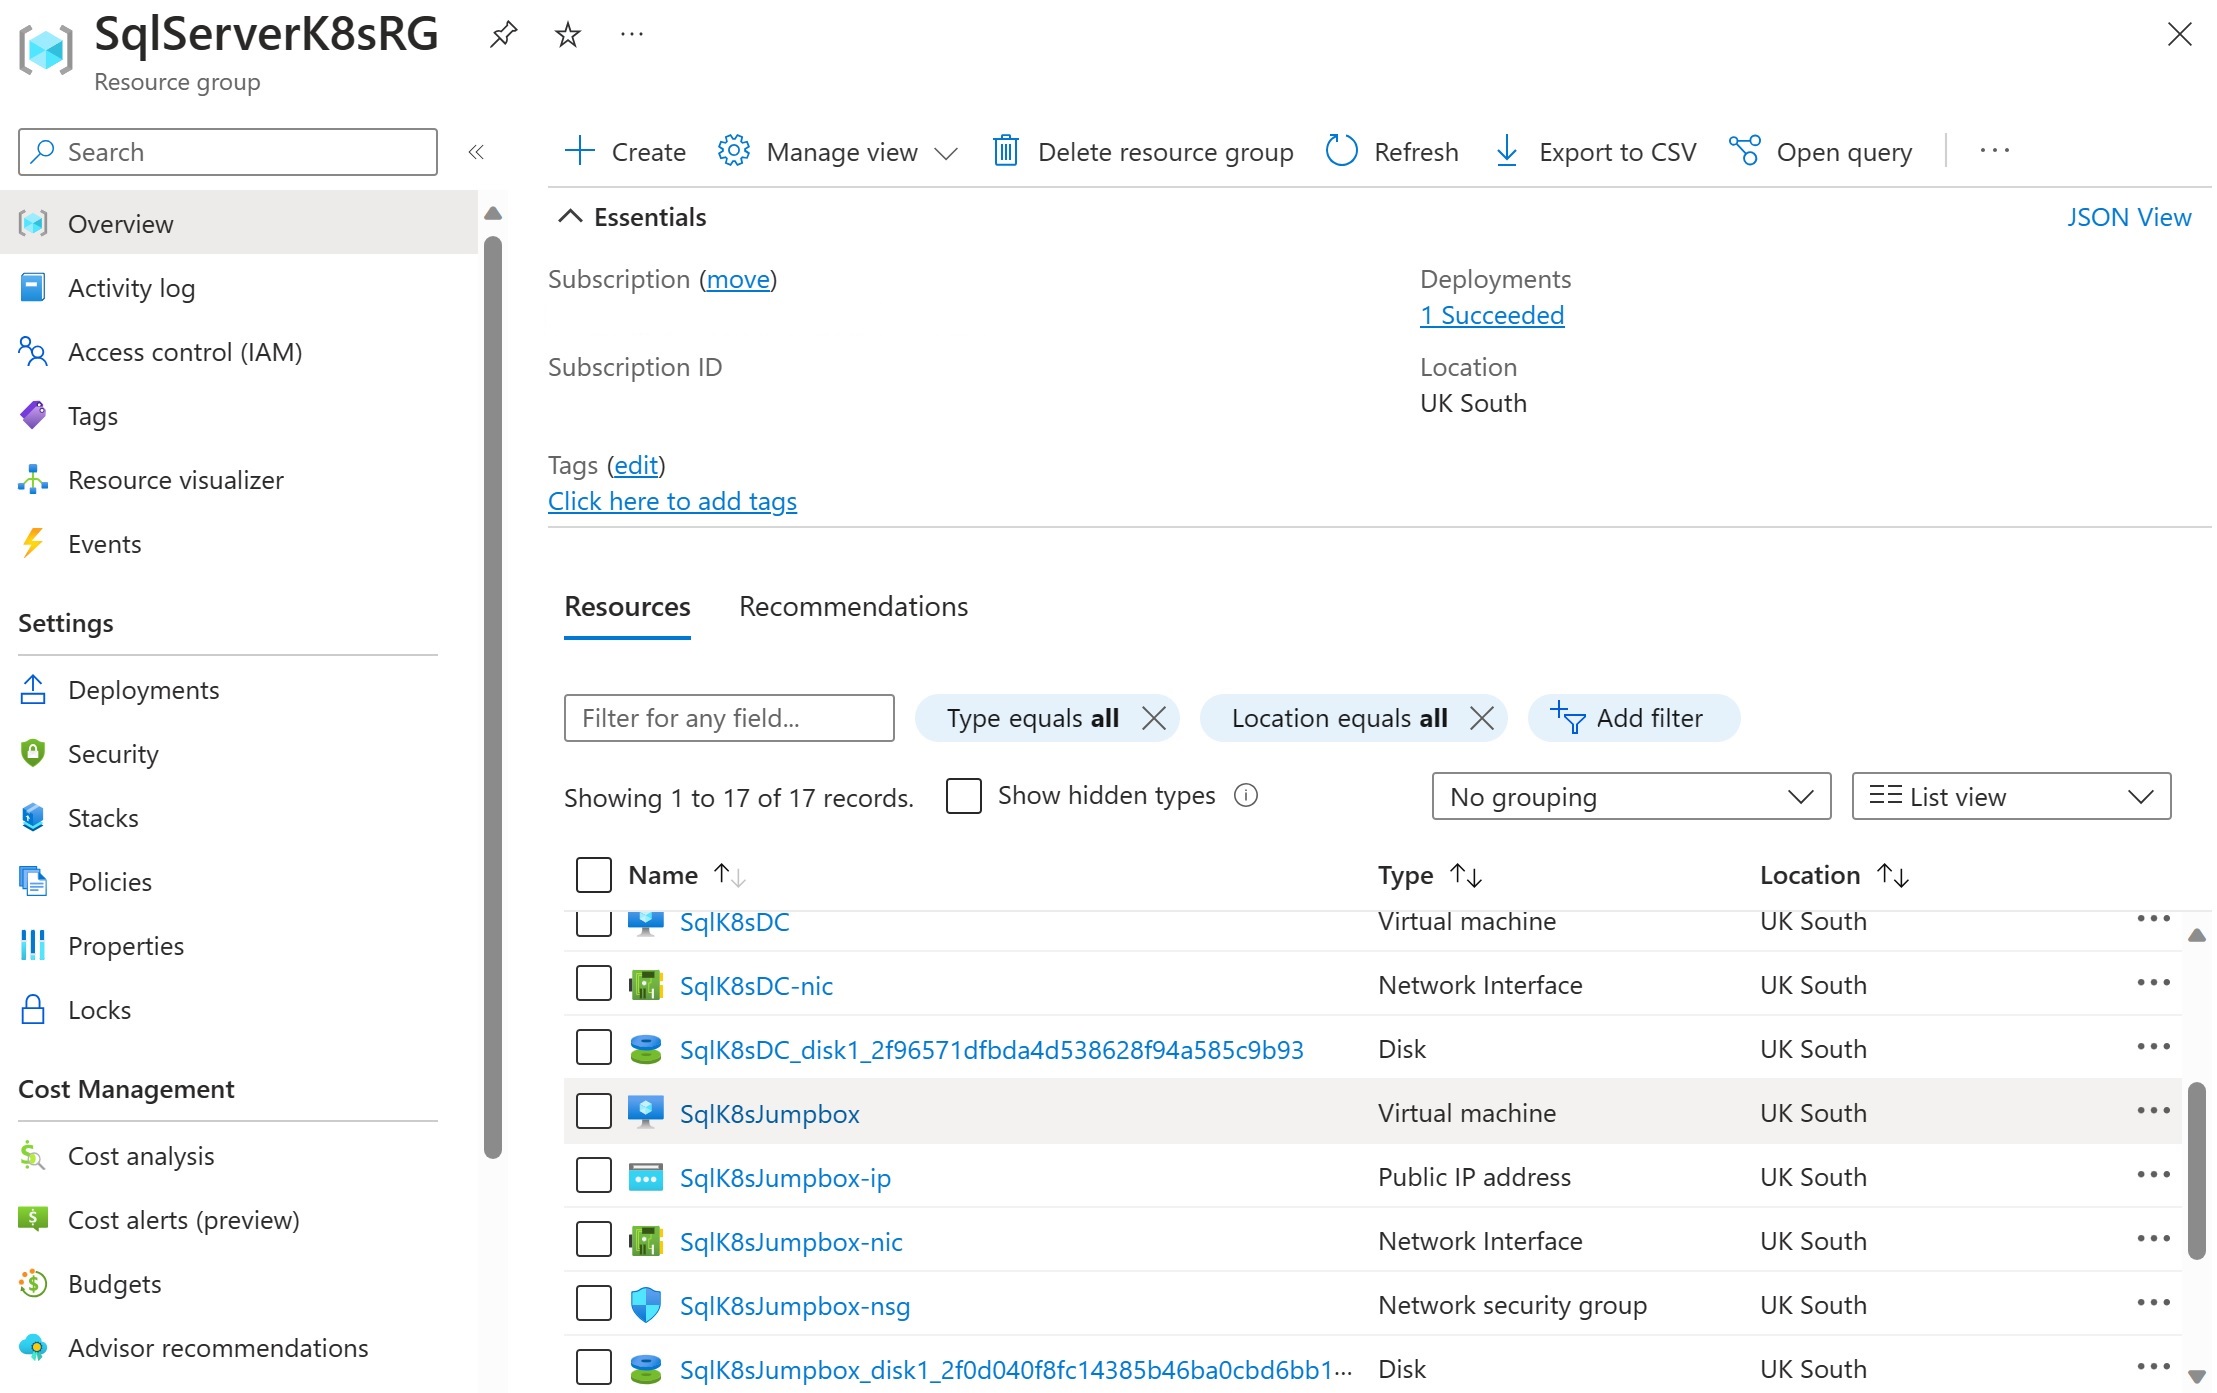 SqlServerK8sRG
Resource group
Search
Create
Manage view
Delete resource group
Refresh
Export to CSV
Open query
Overview
Activity log
Access control (IAM)
Tags
Resource visualizer
Events
Settings
Deployments
Security
Stacks
Policies
Properties
Locks
Cost Management
Cost analysis
Cost alerts (preview)
Budgets
Advisor recommendations
Essentials
JSON View
Subscription (move)
Deployments
1 Succeeded
Subscription ID
Location
UK South
Tags (edit)
Click here to add tags
Resources
Recommendations
Filter for any field...
Type equals all
Location equals all
Add filter
Showing 1 to 17 of 17 records.
Show hidden types
No grouping
List view
Name Type Location
SqlK8sDC Virtual machine UK South
SqlK8sDC-nic Network Interface UK South
SqlK8sDC_disk1_2f96571dfbda4d538628f94a585c9b93 Disk UK South
SqlK8sJumpbox Virtual machine UK South
SqlK8sJumpbox-ip Public IP address UK South
SqlK8sJumpbox-nic Network Interface UK South
SqlK8sJumpbox-nsg Network security group UK South
SqlK8sJumpbox_disk1_2f0d040f8fc14385b46ba0cbd6bb1... Disk UK South